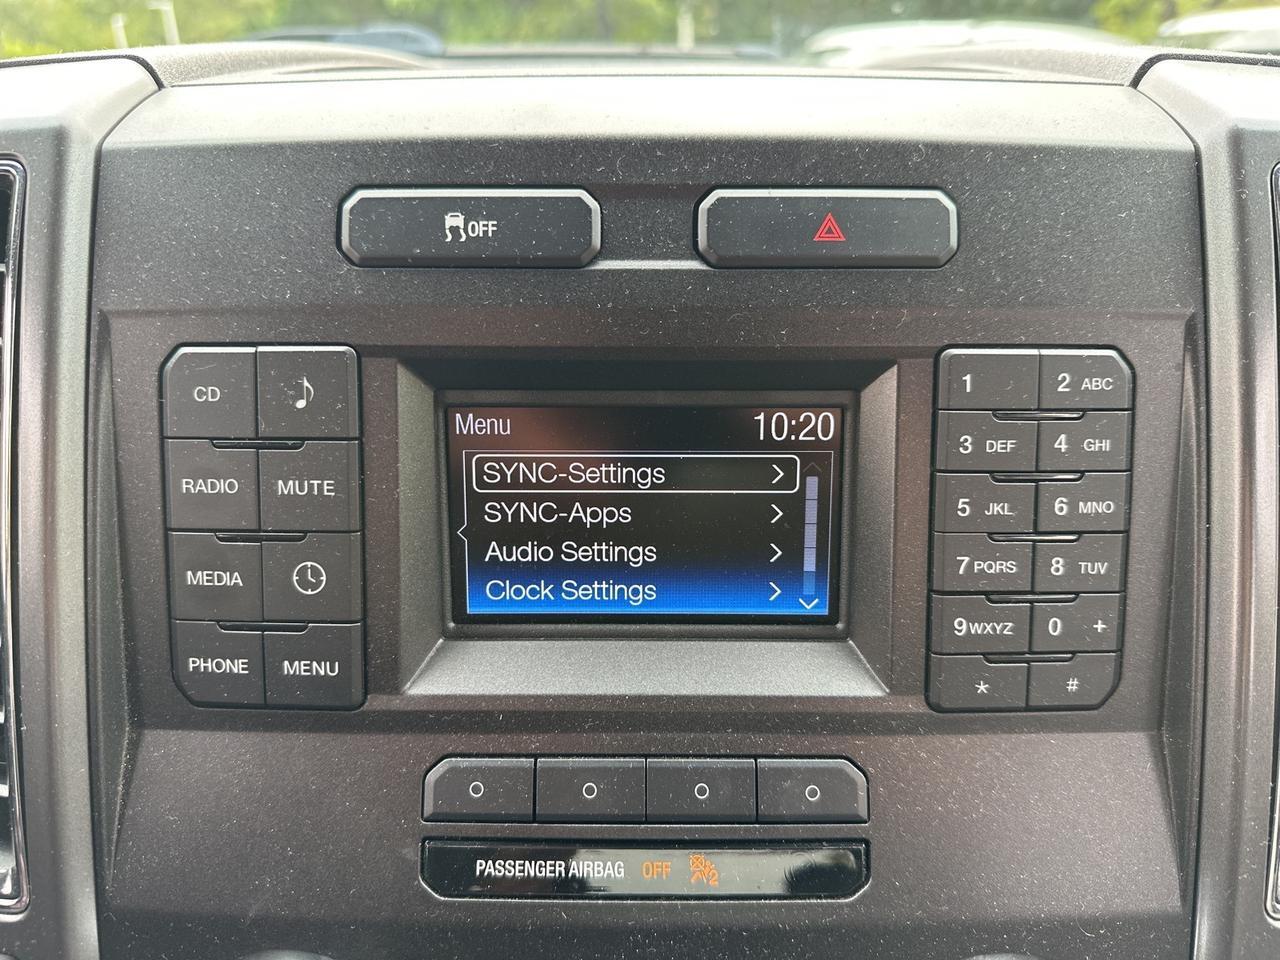 OFF
CD
RADIO MUTE
MEDIA
PHONE MENU
Menu 10:20
SYNC-Settings >
SYNC-Apps >
Audio Settings >
Clock Settings >
1 2 ABC
3 DEF 4 GHI
5 JKL 6 MNO
7 PQRS 8 TUV
9 WXYZ 0 +
* #
PASSENGER AIRBAG OFF 2